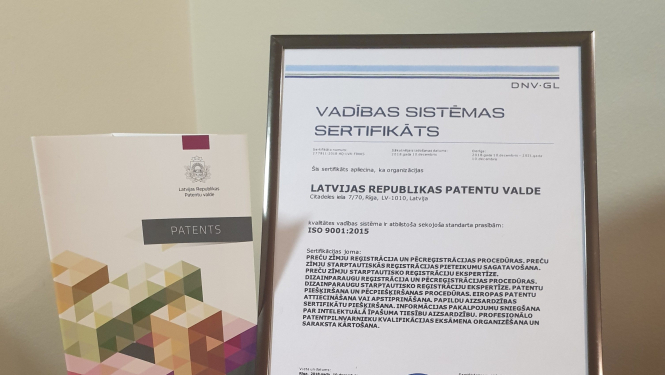 DNV·GL
VADĪBAS SISTĒMAS
SERTIFIKĀTS
Šis sertifikāts apliecina, ka organizācijas
LATVIJAS REPUBLIKAS PATENTU VALDE
Citadeles iela 7/70, Rīga, LV-1010, Latvija
kvalitātes vadības sistēma ir atbilstoša sekojoša standarta prasībām:
ISO 9001:2015
Sertifikācijas joma:
PREČU ZĪMJU REĢISTRĀCIJA UN PĒCREĢISTRĀCIJAS PROCEDŪRAS. PREČU
ZĪMJU STARPTAUTISKĀS REĢISTRĀCIJAS PIETEIKUMU SAGATAVOŠANA.
PREČU ZĪMJU STARPTAUTISKO REĢISTRĀCIJU EKSPERTĪZE.
DIZAINPARAUGU REĢISTRĀCIJA UN PĒCREĢISTRĀCIJAS PROCEDŪRAS.
DIZAINPARAUGU STARPTAUTISKO REĢISTRĀCIJU EKSPERTĪZE. PATENTU
PIEŠĶIRŠANA UN PĒCPIEŠĶIRŠANAS PROCEDŪRAS. EIROPAS PATENTU
ATTIECINĀŠANA VAI APSTIPRINĀŠANA. PAPILDU AIZSARDZĪBAS
SERTIFIKĀTU PIEŠĶIRŠANA. INFORMĀCIJAS PAKALPOJUMU SNIEGŠANA
PAR INTELEKTUĀLĀ ĪPAŠUMA TIESĪBU AIZSARDZĪBU. PROFESIONĀLO
PATENTPILNVARNIEKU KVALIFIKĀCIJAS EKSĀMENA ORGANIZĒŠANA UN
SARAKSTA KĀRTOŠANA.
Latvijas Republikas
Patentu valde
PATENTS